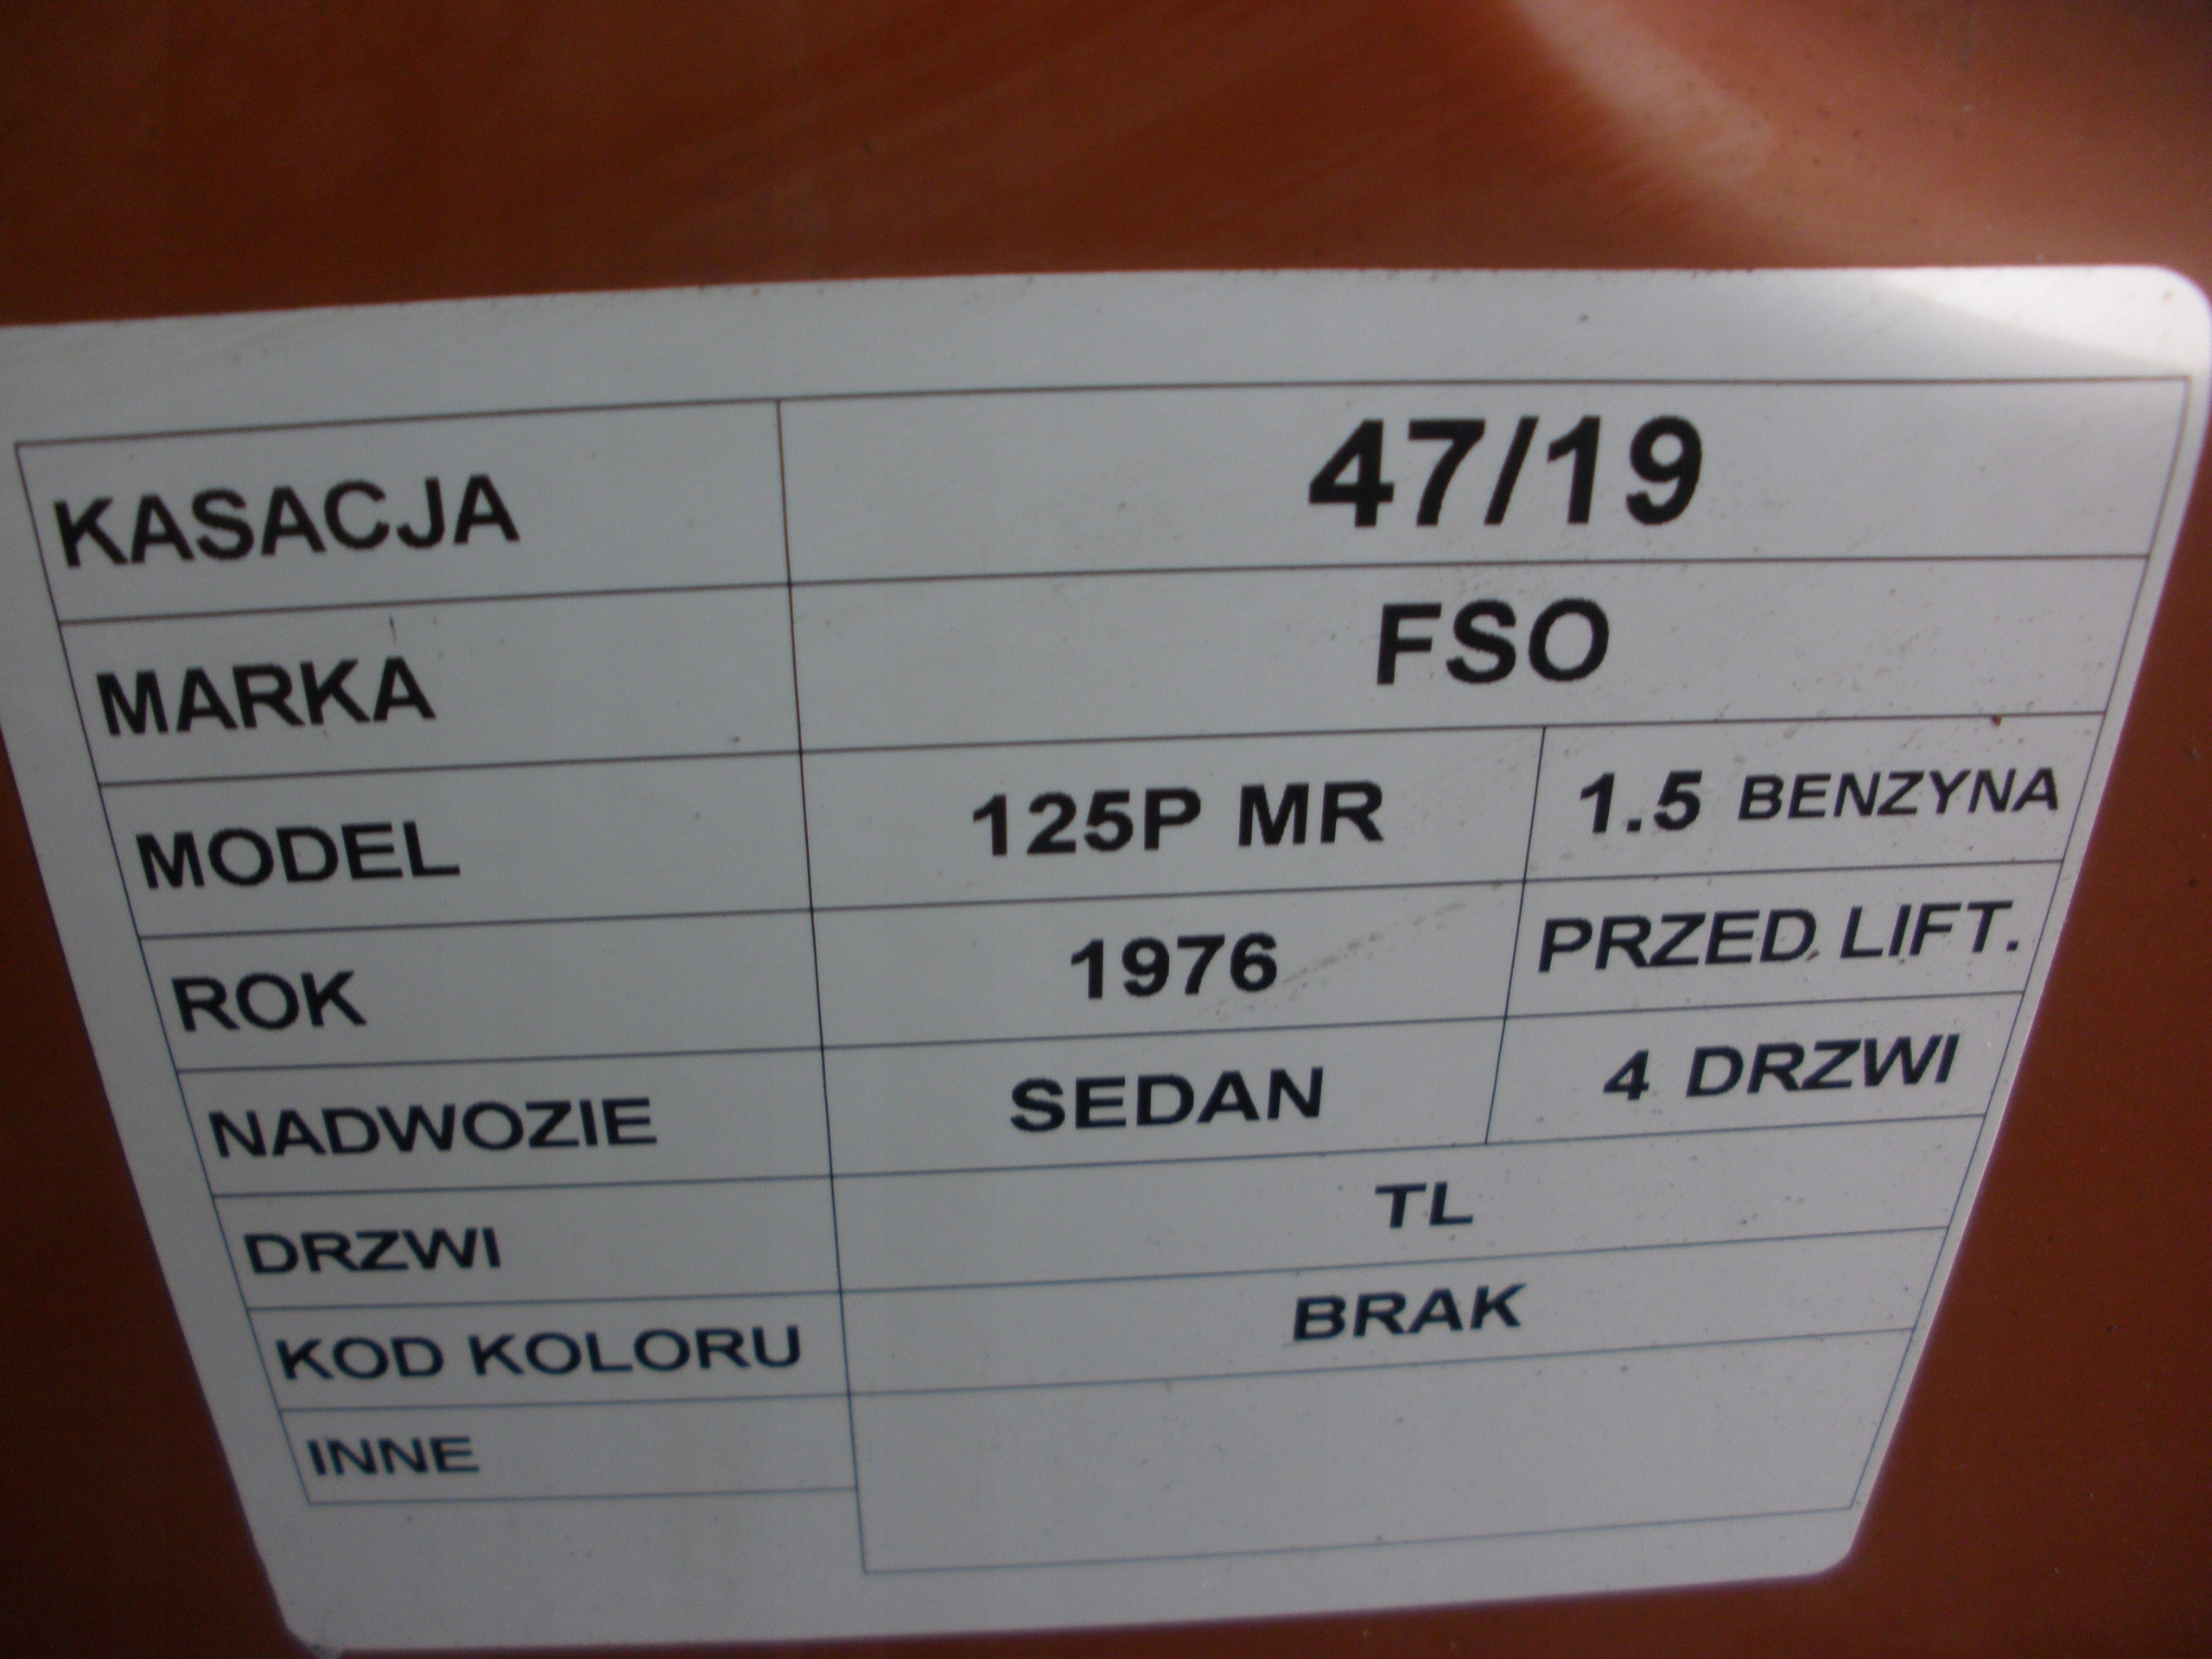 KASACJA 47/19
MARKA FSO
MODEL 125P MR 1.5 BENZYNA
ROK 1976 PRZED LIFT.
NADWOZIE SEDAN 4 DRZWI
DRZWI TL
KOD KOLORU BRAK
INNE